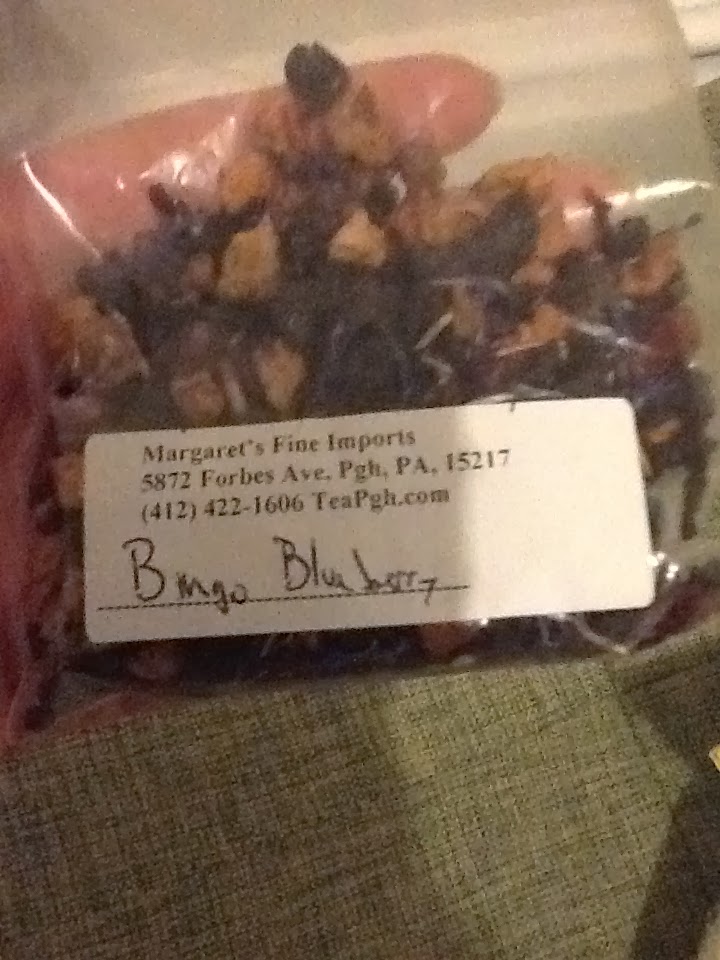 Margaret's Fine Imports
5872 Forbes Ave, Pgh, PA, 15217
(412) 422-1606 TeaPgh.com
Bingo Blueberry